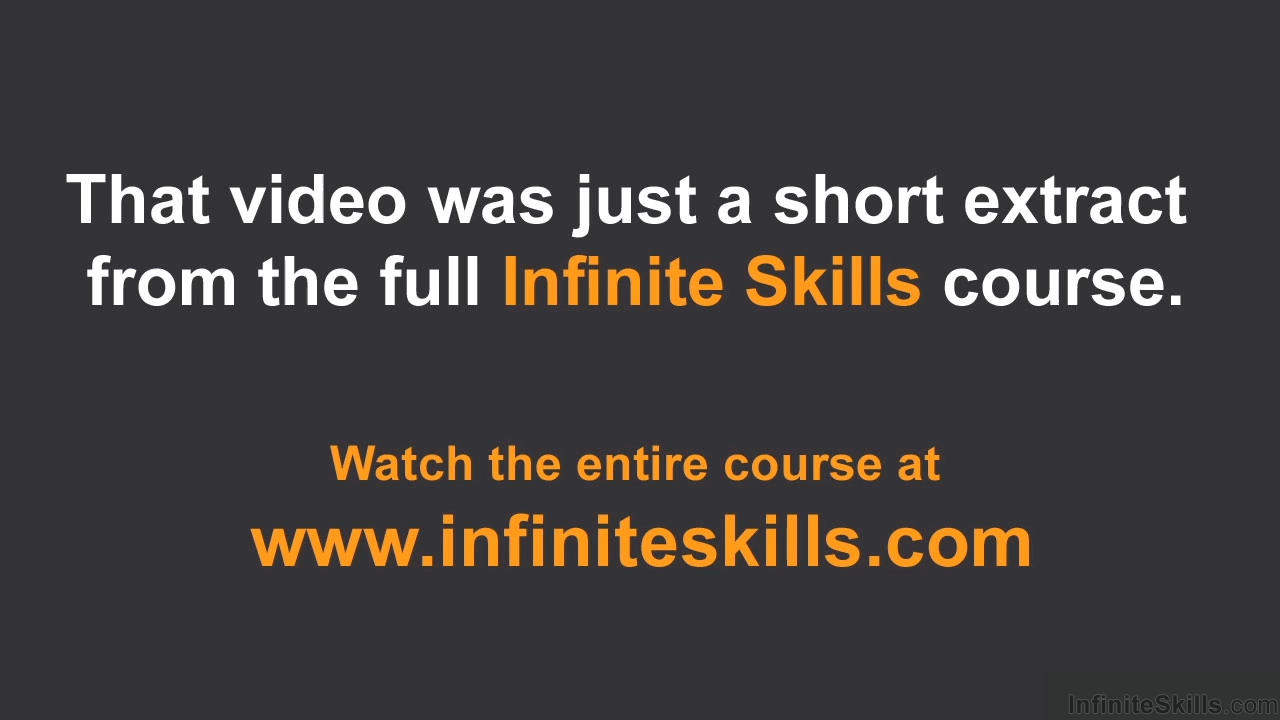 That video was just a short extract
from the full Infinite Skills course.
Watch the entire course at
www.infiniteskills.com
InfiniteSkills.com